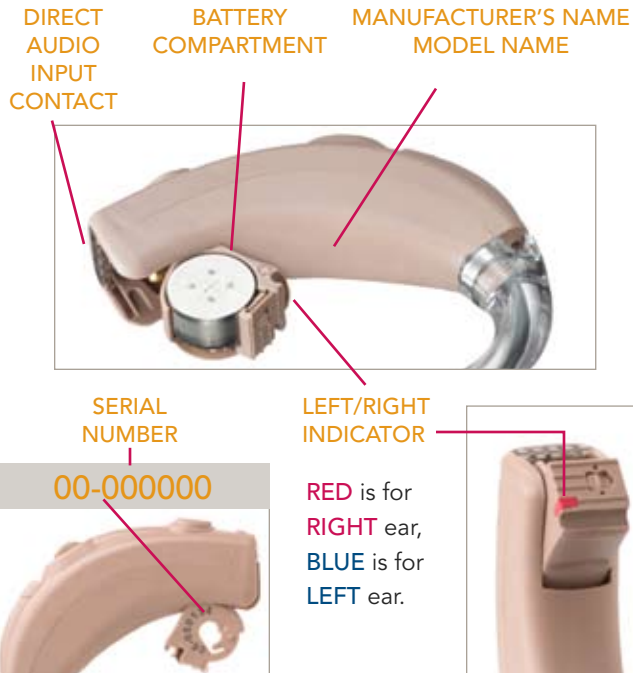 DIRECT
AUDIO
INPUT
CONTACT
BATTERY
COMPARTMENT
MANUFACTURER’S NAME
MODEL NAME
SERIAL
NUMBER
00-000000
LEFT/RIGHT
INDICATOR
RED is for
RIGHT ear,
BLUE is for
LEFT ear.